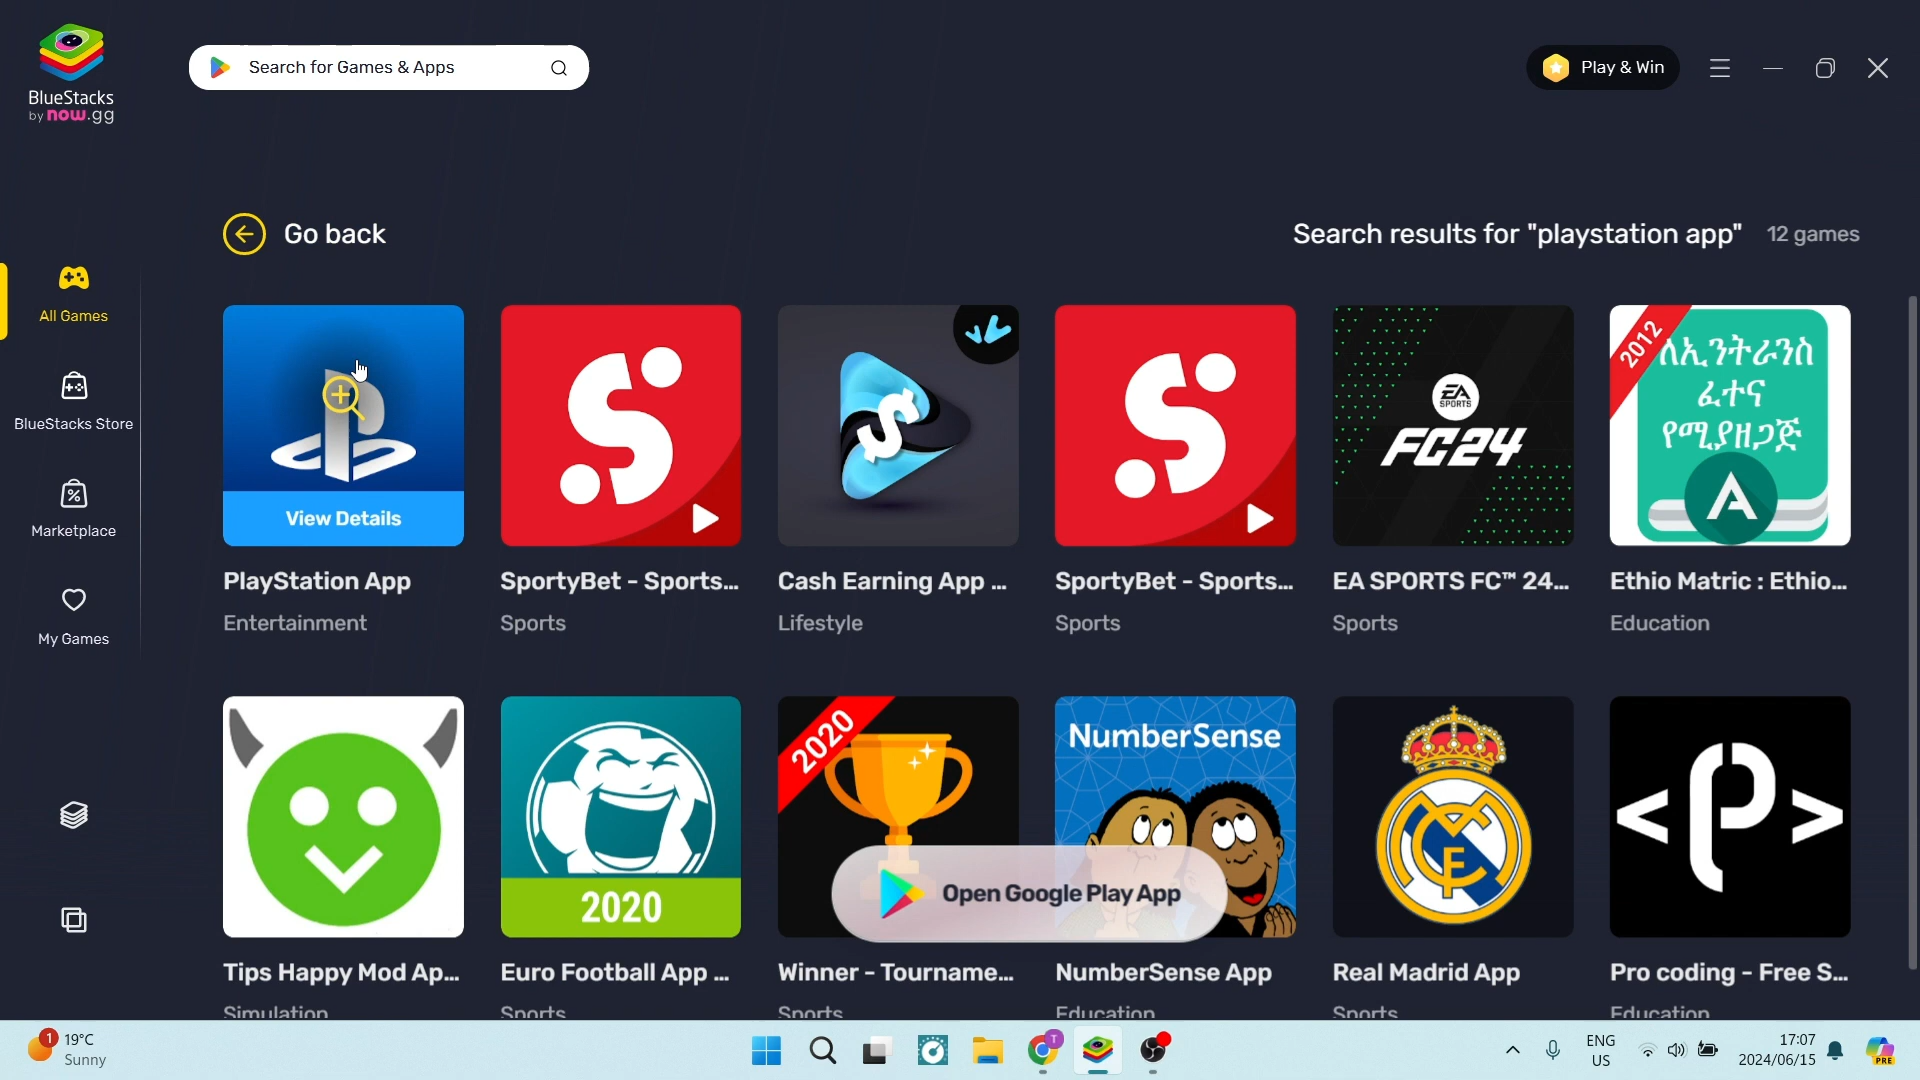 Search for Games & Apps
Play & Win
BlueStacks
by now.gg
Go back
Search results for "playstation app" 12 games
All Games
BlueStacks Store
Marketplace
My Games
View Details
EA SPORTS
FC24
2012
ለኢንትራንስ
ፈተና
የሚያዘጋጅ
A
PlayStation App
SportyBet - Sports...
Cash Earning App ...
SportyBet - Sports...
EA SPORTS FC™ 24...
Ethio Matric : Ethio...
Entertainment
Sports
Lifestyle
Sports
Sports
Education
2020
2020
NumberSense
<P>
Open Google Play App
Tips Happy Mod Ap...
Euro Football App ...
Winner - Tourname...
NumberSense App
Real Madrid App
Pro coding - Free S...
Simulation
Sports
Sports
Education
Sports
Education
1
19°C
Sunny
T
ENG
US
17:07
2024/06/15
PRE